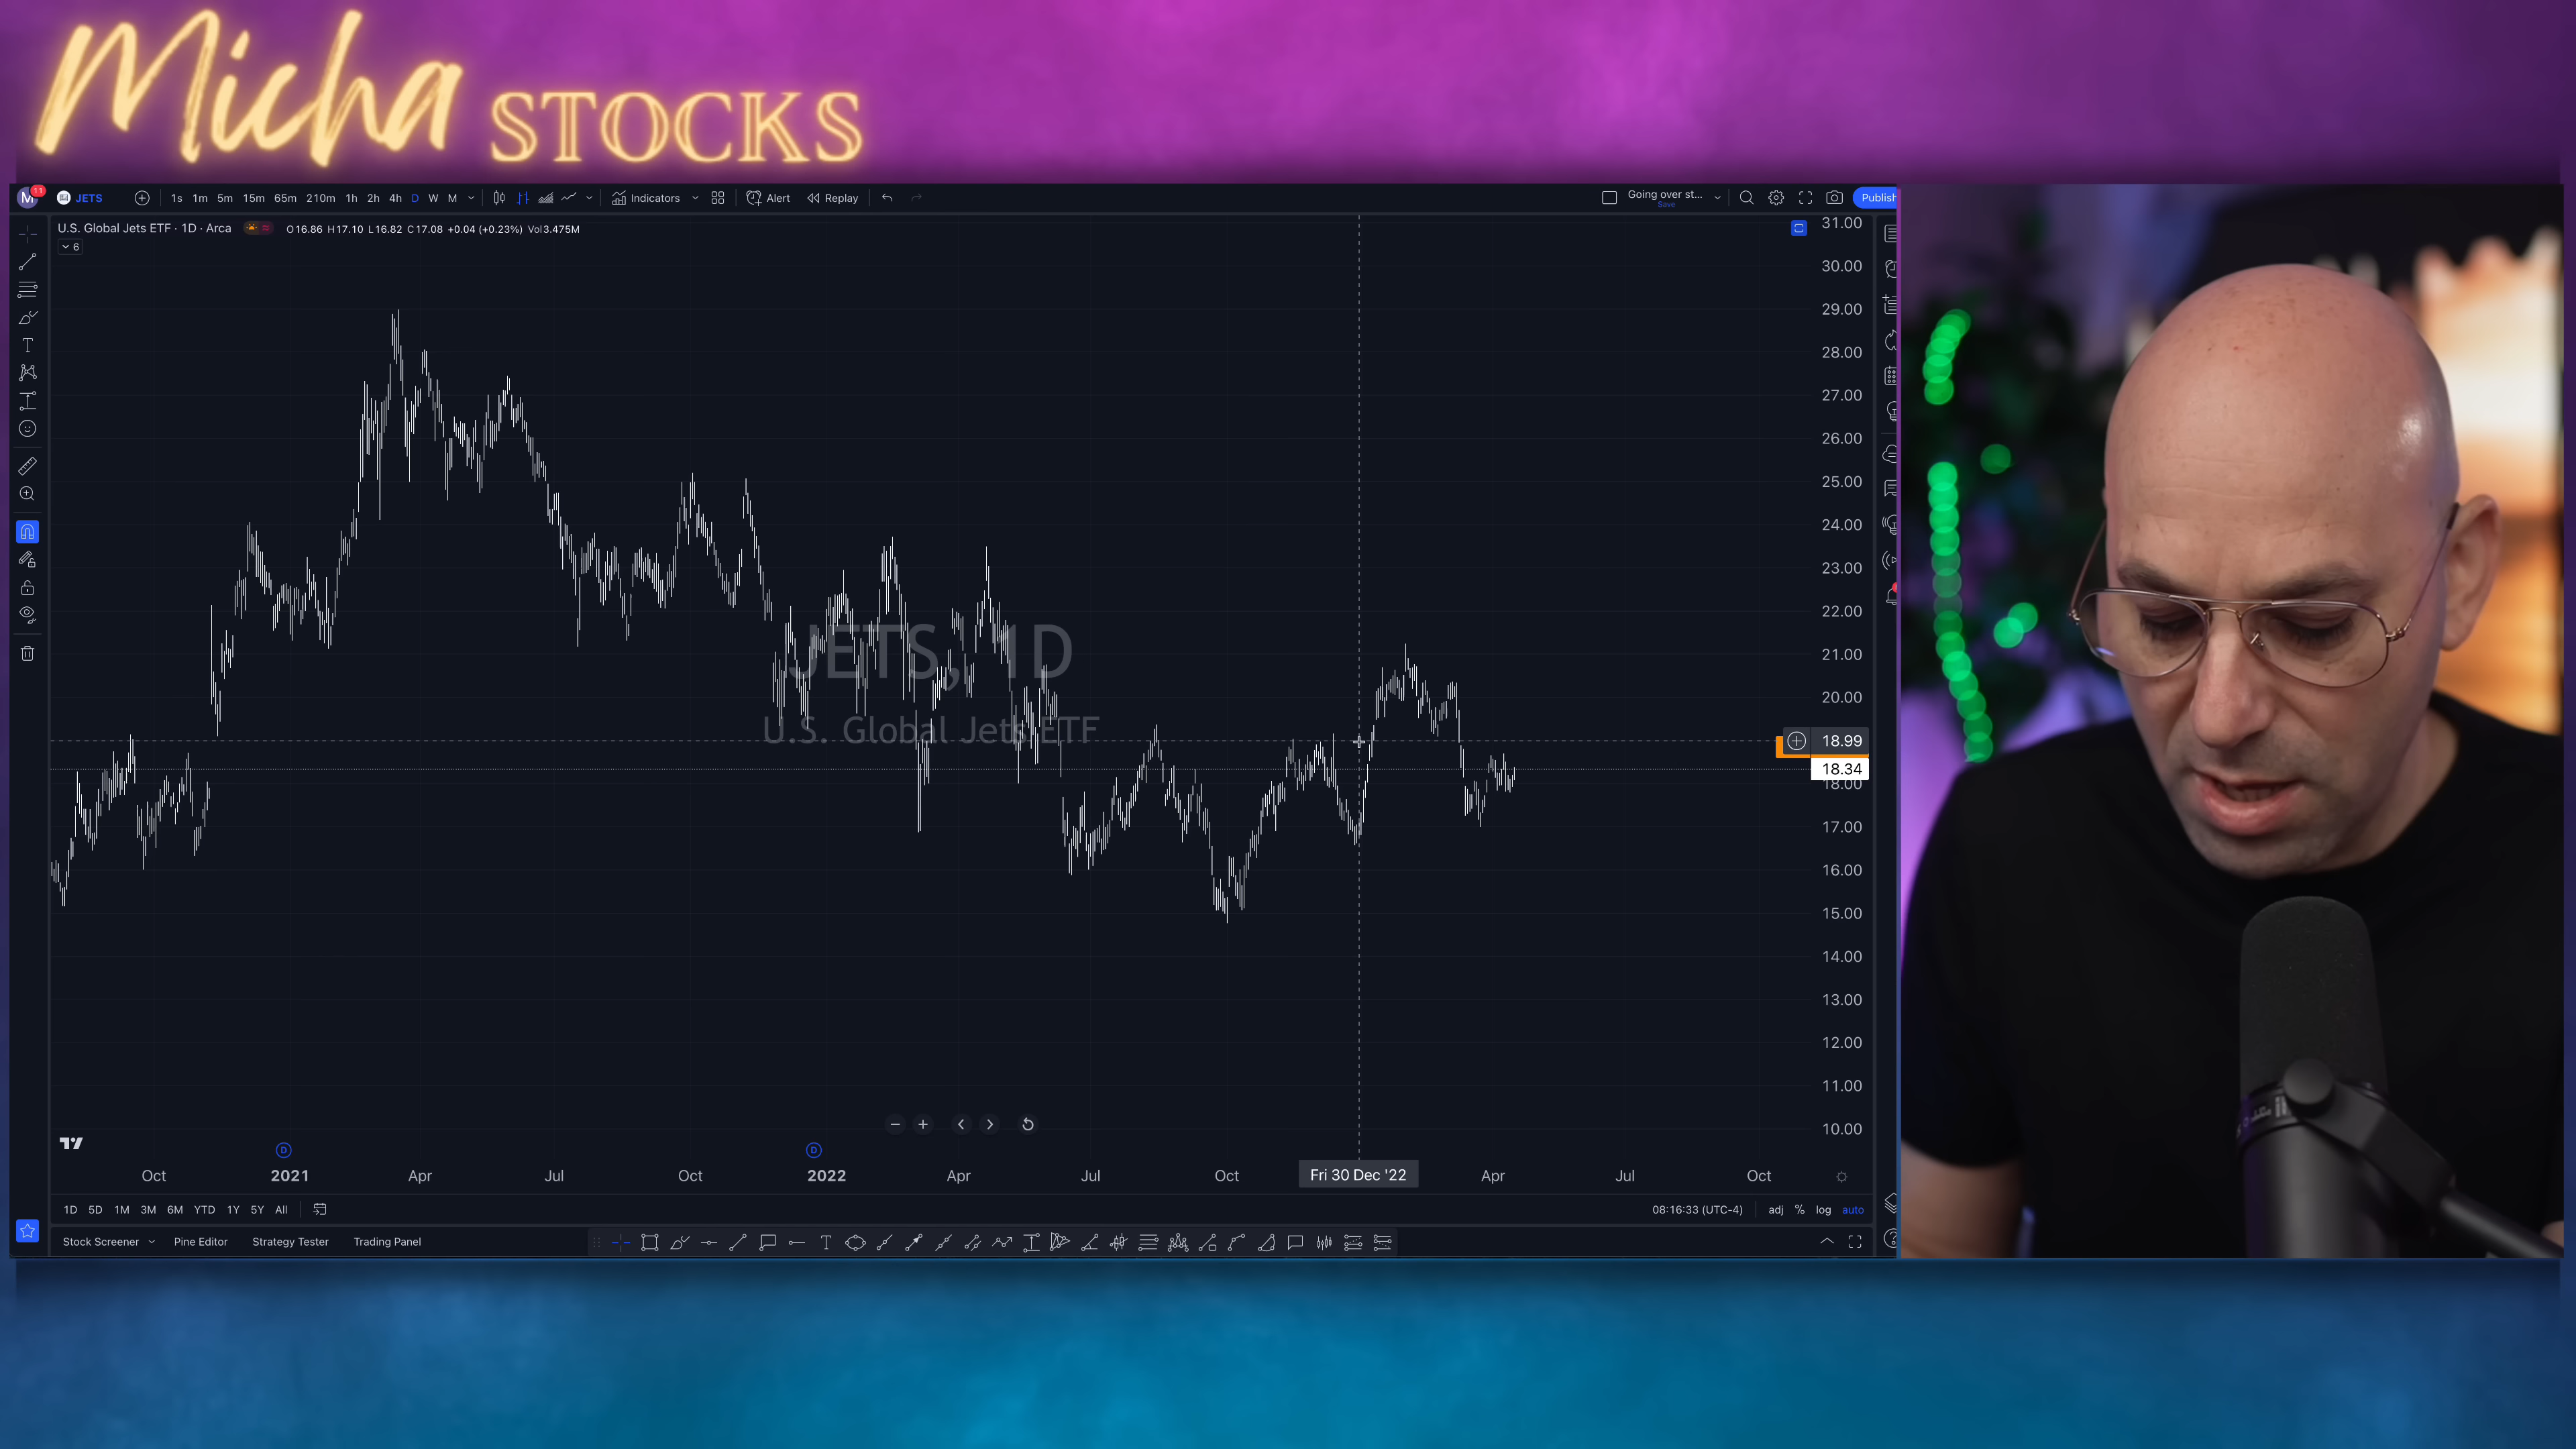 Micha STOCKS
M 11 JETS 1s 1m 5m 15m 65m 210m 1h 2h 4h D W M Indicators Alert Replay Going over st... Save Publish
U.S. Global Jets ETF · 1D · Arca O16.86 H17.10 L16.82 C17.08 +0.04 (+0.23%) Vol3.475M
6
31.00
30.00
29.00
28.00
27.00
26.00
25.00
24.00
23.00
22.00
21.00
JETS, 1D
20.00
U.S. Global Jets ETF
18.99
18.34
18.00
17.00
16.00
15.00
14.00
13.00
12.00
11.00
10.00
D D
Oct 2021 Apr Jul Oct 2022 Apr Jul Oct Fri 30 Dec '22 Apr Jul Oct
1D 5D 1M 3M 6M YTD 1Y 5Y All 08:16:33 (UTC-4) adj % log auto
Stock Screener Pine Editor Strategy Tester Trading Panel